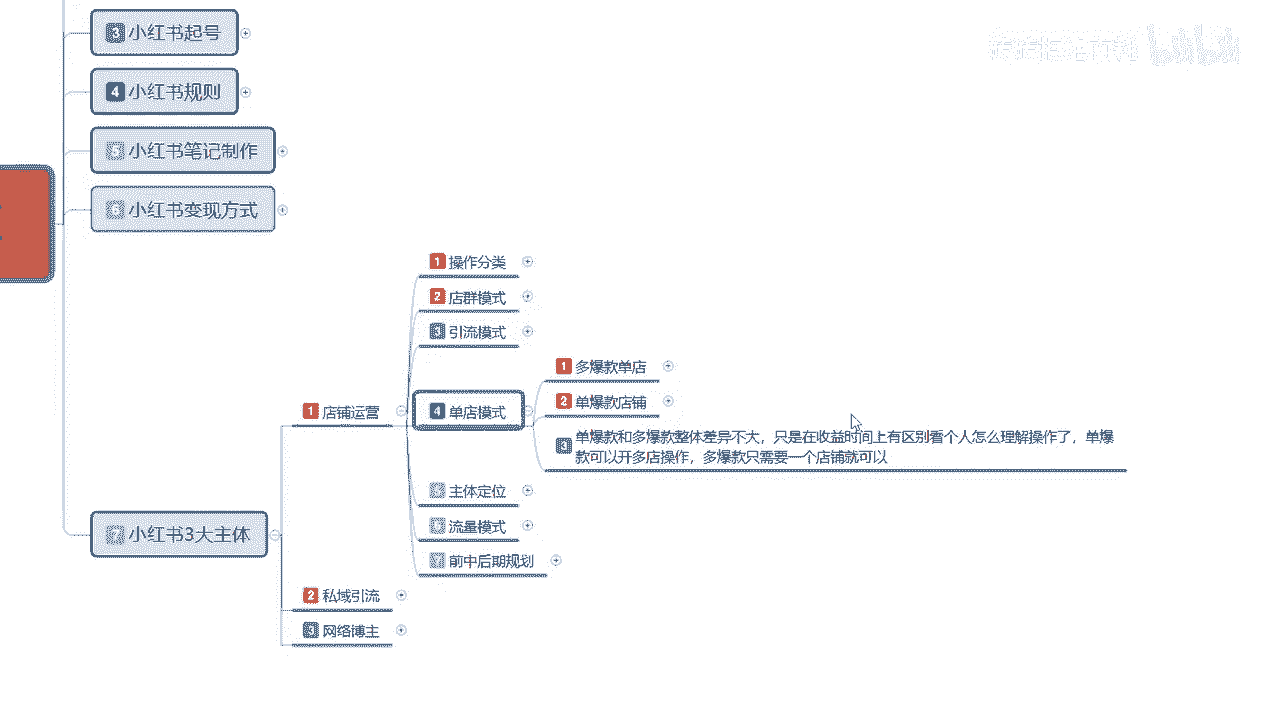 3 小红书起号
4 小红书规则
5 小红书笔记制作
6 小红书变现方式
7 小红书3大主体
1 店铺运营
1 操作分类
2 店群模式
3 引流模式
4 单店模式
1 多爆款单店
2 单爆款店铺
3 单爆款和多爆款整体差异不大，只是在收益时间上有区别看个人怎么理解操作了，单爆
款可以开多店操作，多爆款只需要一个店铺就可以
主体定位
流量模式
前中后期规划
2 私域引流
3 网络博主
bilibili